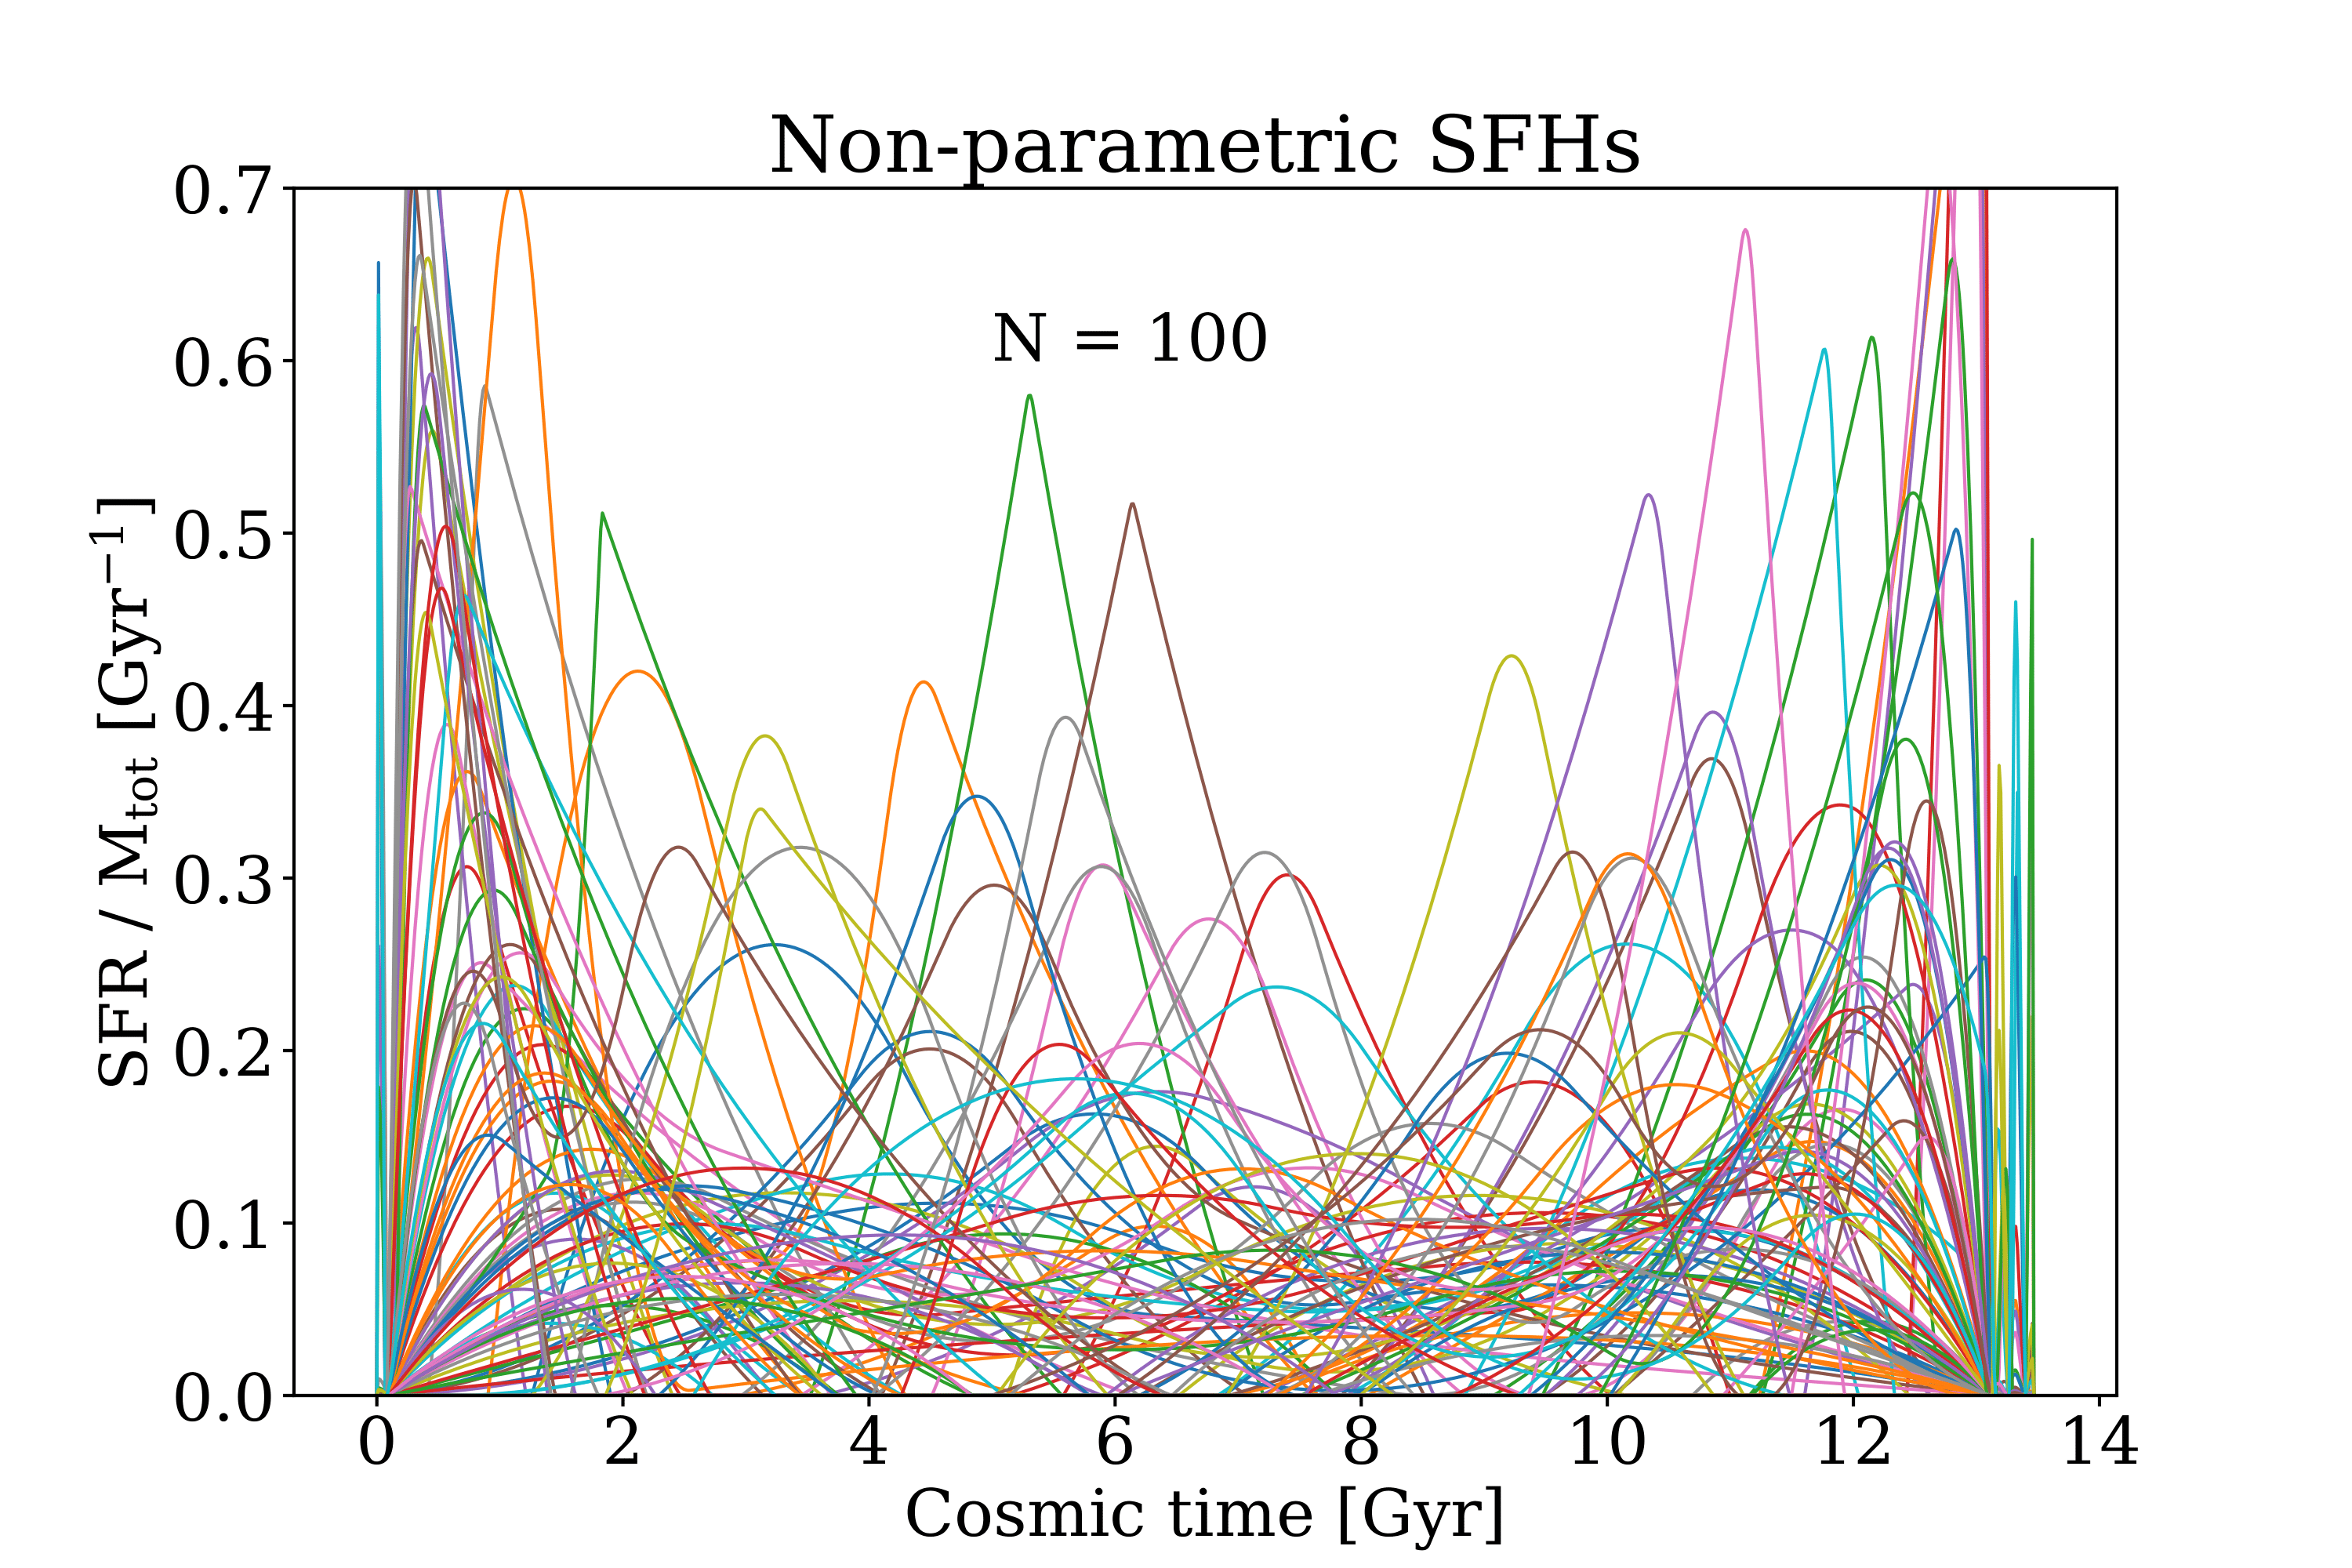 Non-parametric SFHs
N = 100
SFR / M_tot [Gyr⁻¹]
0.7
0.6
0.5
0.4
0.3
0.2
0.1
0.0
0 2 4 6 8 10 12 14
Cosmic time [Gyr]